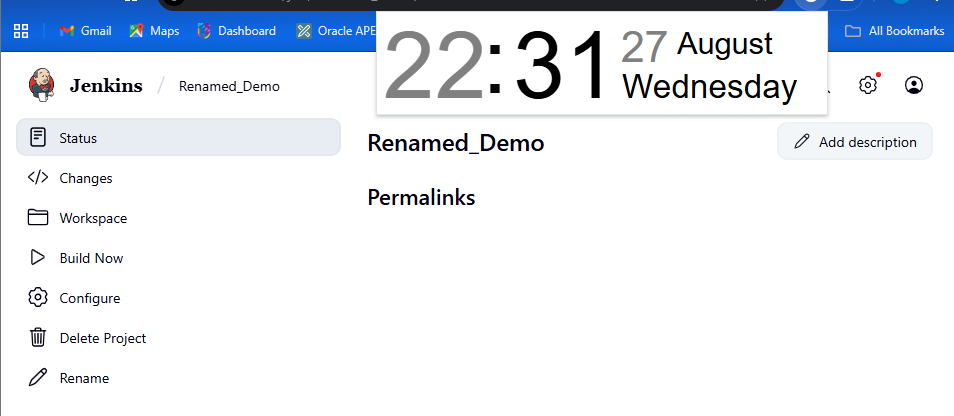 Gmail Maps Dashboard Oracle APE All Bookmarks
22:31 27 August
Wednesday
Jenkins / Renamed_Demo
Status
Changes
Workspace
Build Now
Configure
Delete Project
Rename
Renamed_Demo
Add description
Permalinks